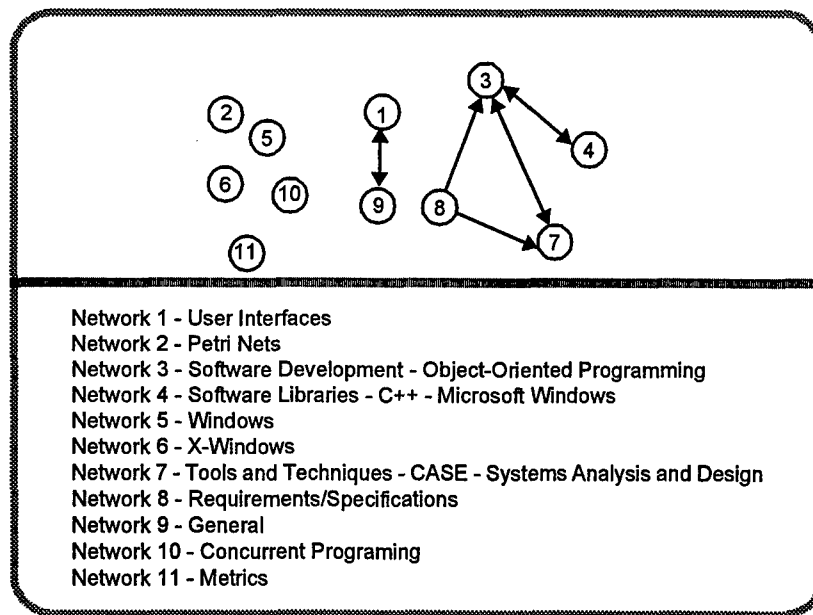 3
2
1
5
4
6
10
9
8
7
11
Network 1 - User Interfaces
Network 2 - Petri Nets
Network 3 - Software Development - Object-Oriented Programming
Network 4 - Software Libraries - C++ - Microsoft Windows
Network 5 - Windows
Network 6 - X-Windows
Network 7 - Tools and Techniques - CASE - Systems Analysis and Design
Network 8 - Requirements/Specifications
Network 9 - General
Network 10 - Concurrent Programing
Network 11 - Metrics